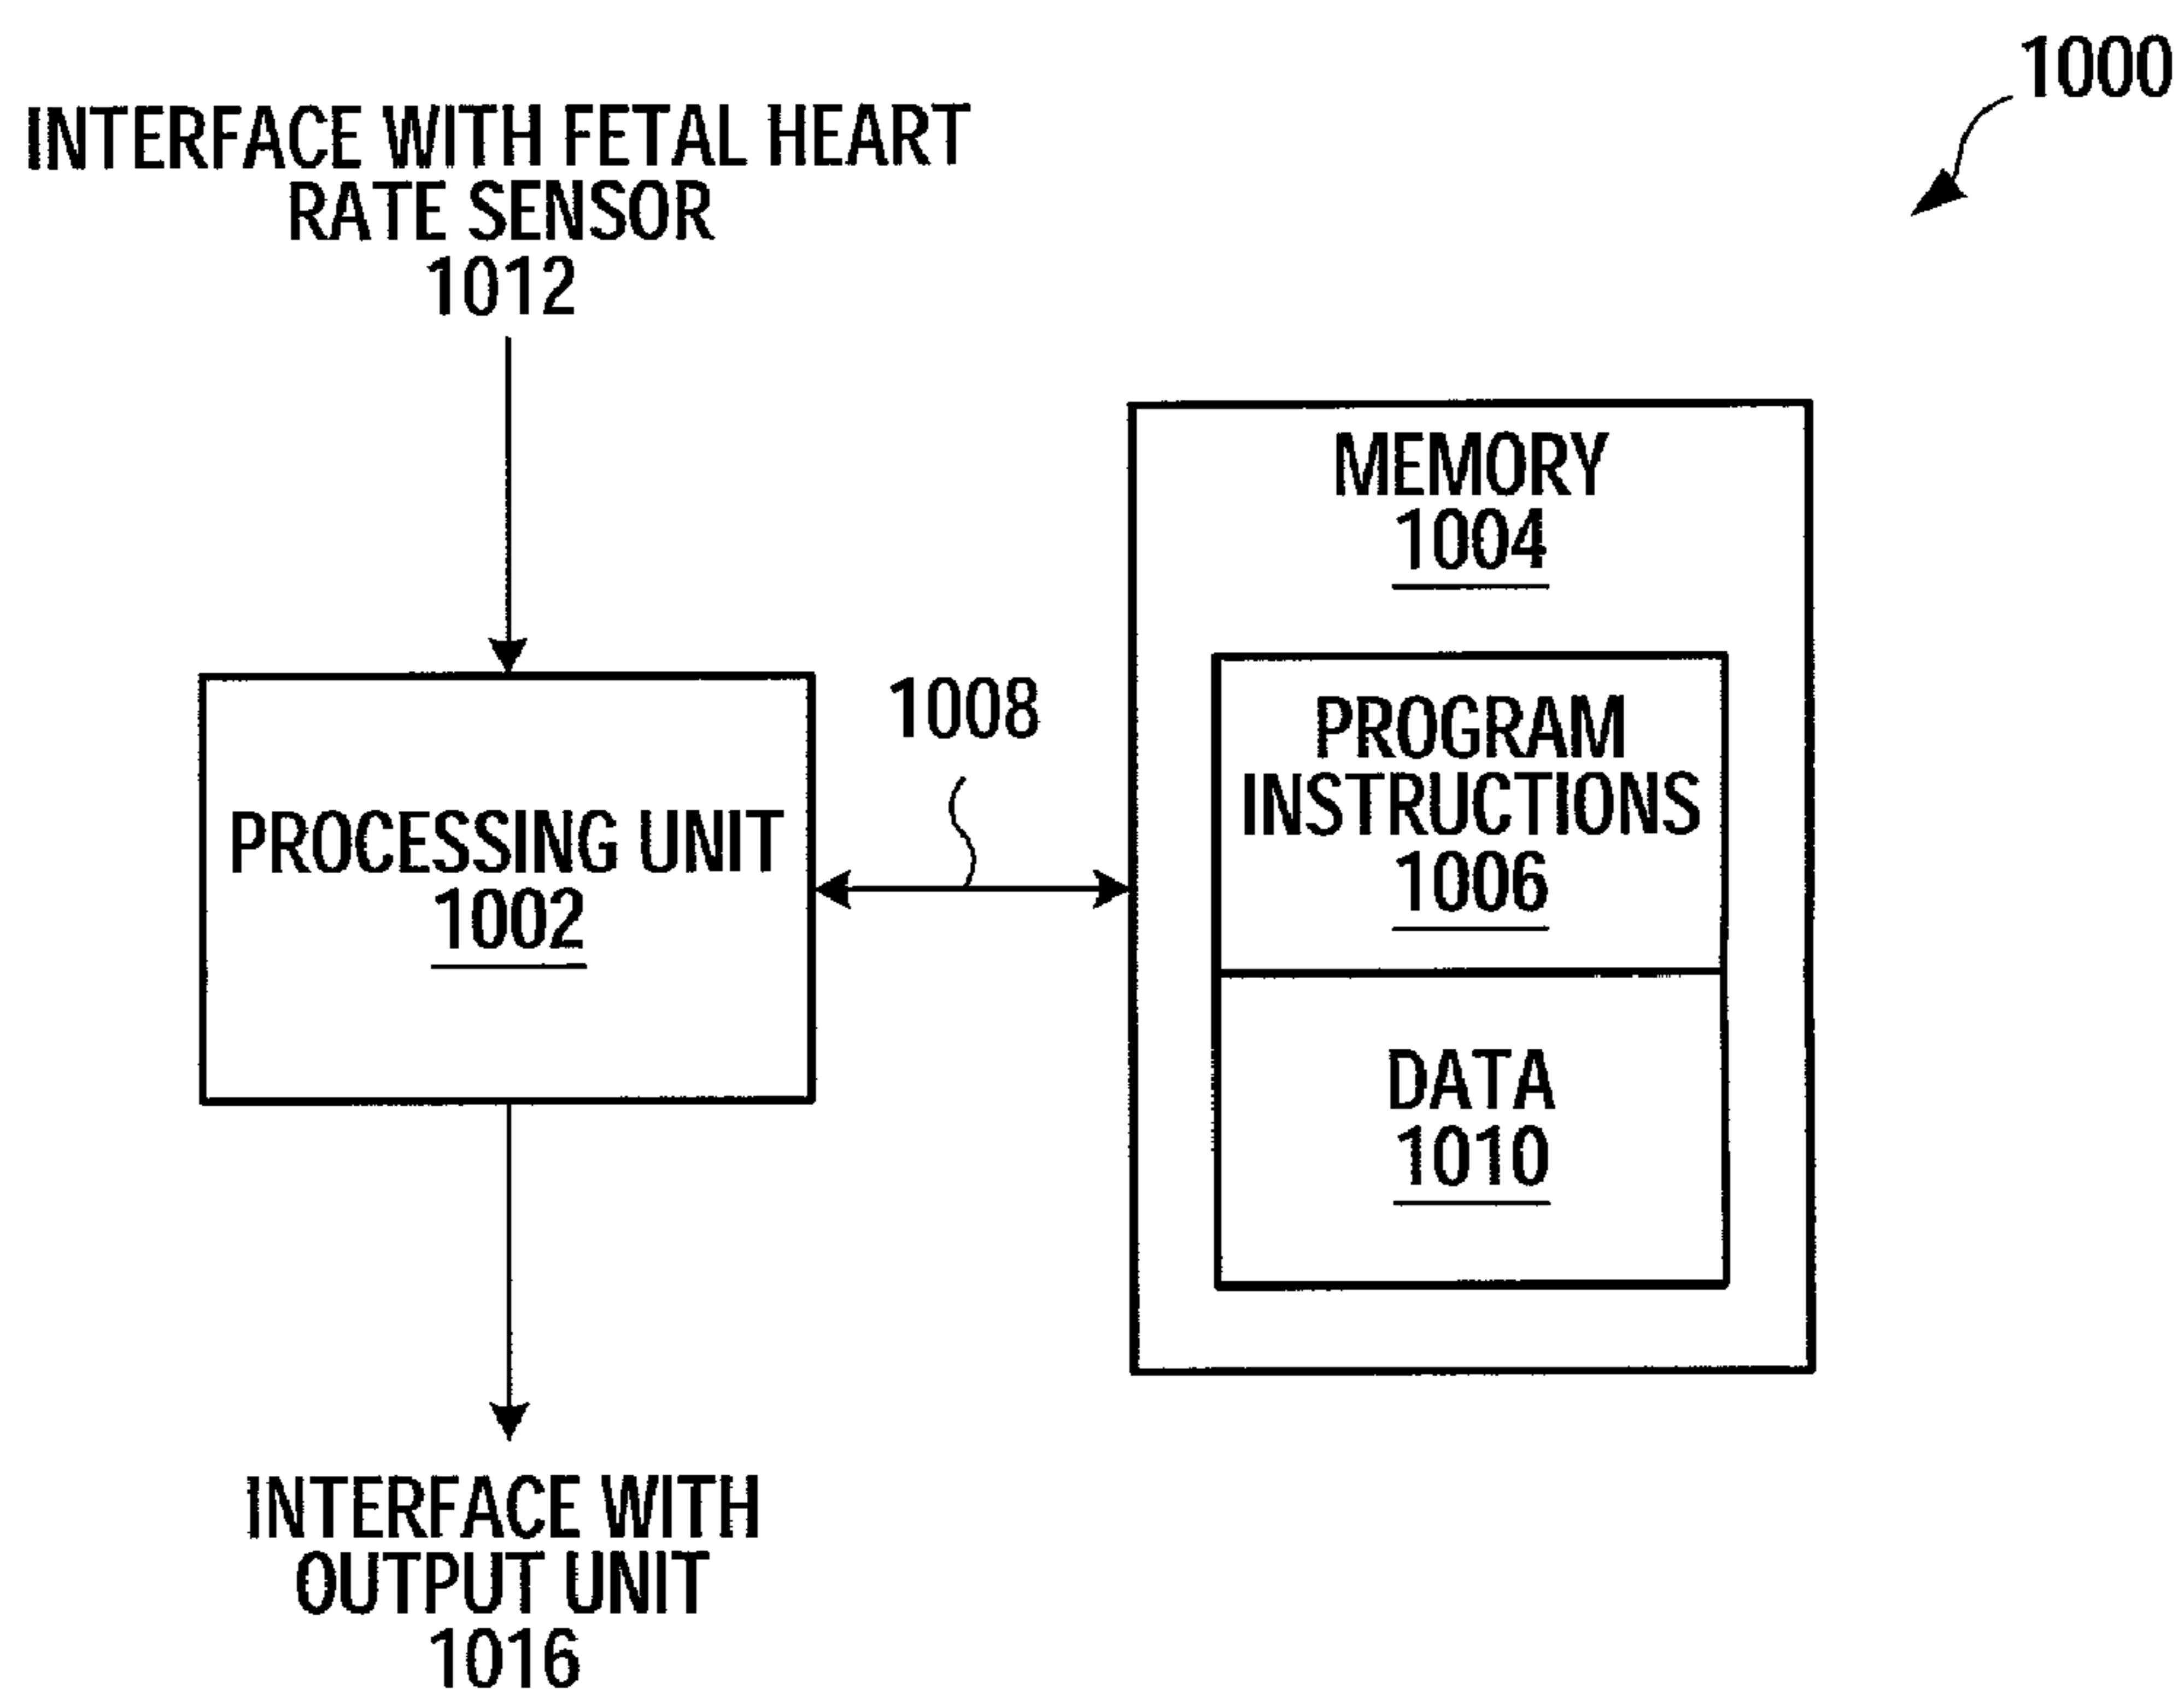 1000
INTERFACE WITH FETAL HEART
RATE SENSOR
1012
MEMORY
1004
1008
PROGRAM
INSTRUCTIONS
1006
PROCESSING UNIT
1002
DATA
1010
INTERFACE WITH
OUTPUT UNIT
1016